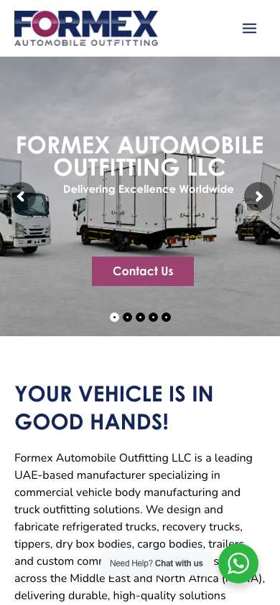 FORMEX
AUTOMOBILE OUTFITTING
FORMEX AUTOMOBILE
OUTFITTING LLC
Delivering Excellence Worldwide
Contact Us
YOUR VEHICLE IS IN
GOOD HANDS!
Formex Automobile Outfitting LLC is a leading
UAE-based manufacturer specializing in
commercial vehicle body manufacturing and
truck outfitting solutions. We design and
fabricate refrigerated trucks, recovery trucks,
tippers, dry box bodies, cargo bodies, trailers,
and custom com
Need Help? Chat with us
across the Middle East and North Africa
delivering durable, high-quality solutions